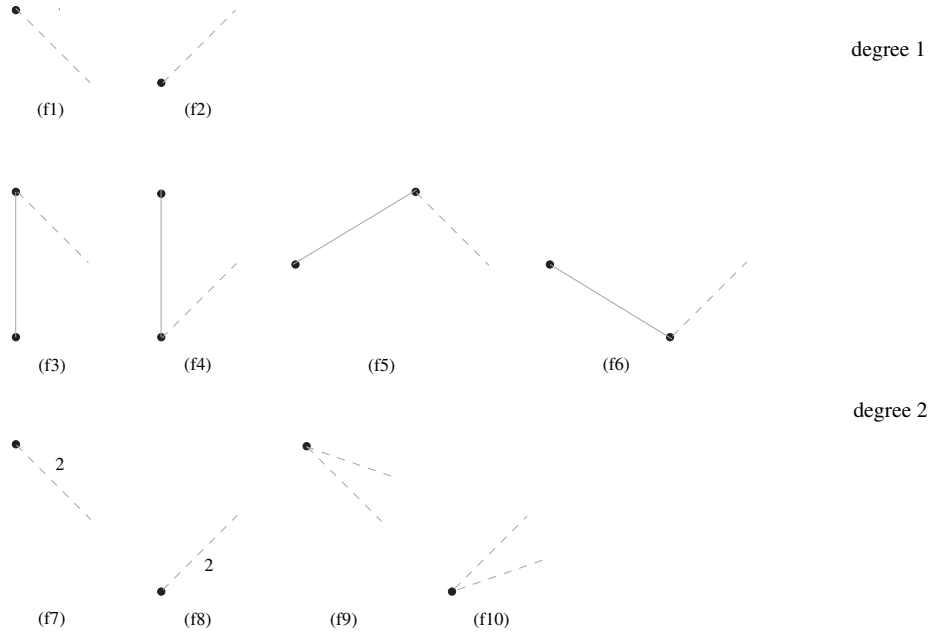 degree 1
(f1) (f2)
(f3) (f4) (f5) (f6)
degree 2
2
2
(f7) (f8) (f9) (f10)